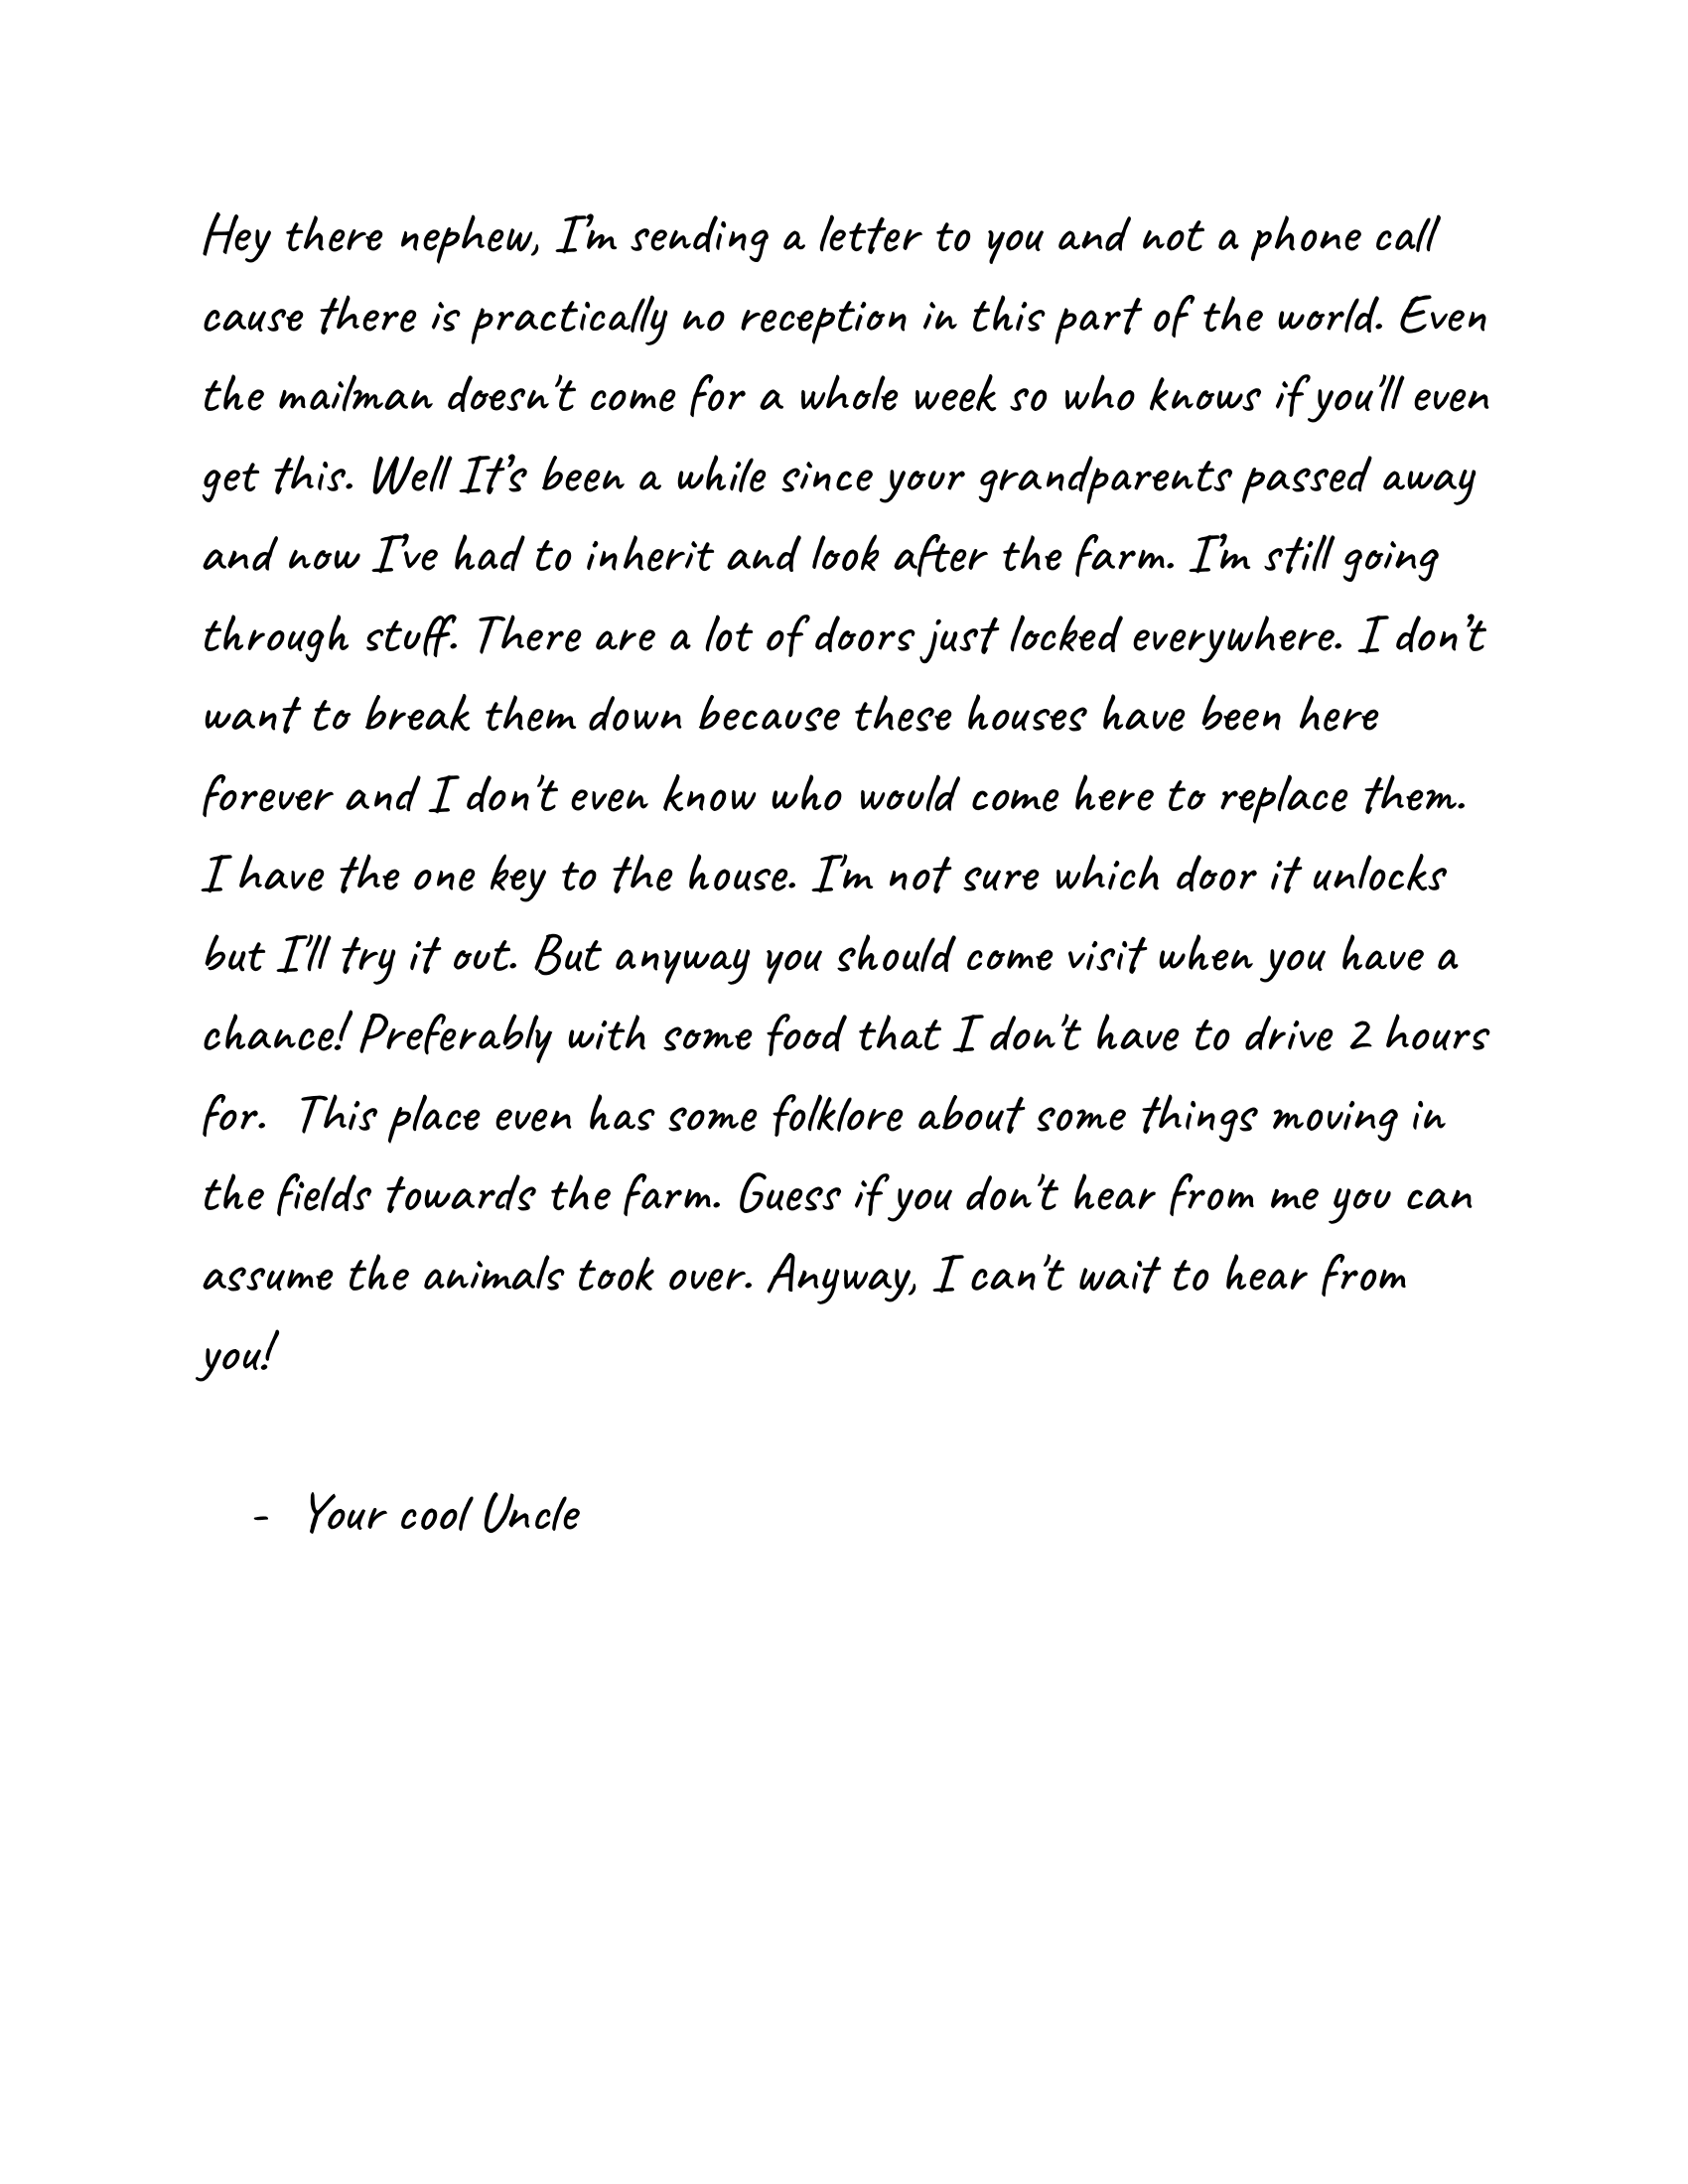 Hey there nephew, I'm sending a letter to you and not a phone call
cause there is practically no reception in this part of the world. Even
the mailman doesn't come for a whole week so who knows if you'll even
get this. Well It's been a while since your grandparents passed away
and now I've had to inherit and look after the farm. I'm still going
through stuff. There are a lot of doors just locked everywhere. I don't
want to break them down because these houses have been here
forever and I don't even know who would come here to replace them.
I have the one key to the house. I'm not sure which door it unlocks
but I'll try it out. But anyway you should come visit when you have a
chance! Preferably with some food that I don't have to drive 2 hours
for.  This place even has some folklore about some things moving in
the fields towards the farm. Guess if you don't hear from me you can
assume the animals took over. Anyway, I can't wait to hear from
you!
- Your cool Uncle